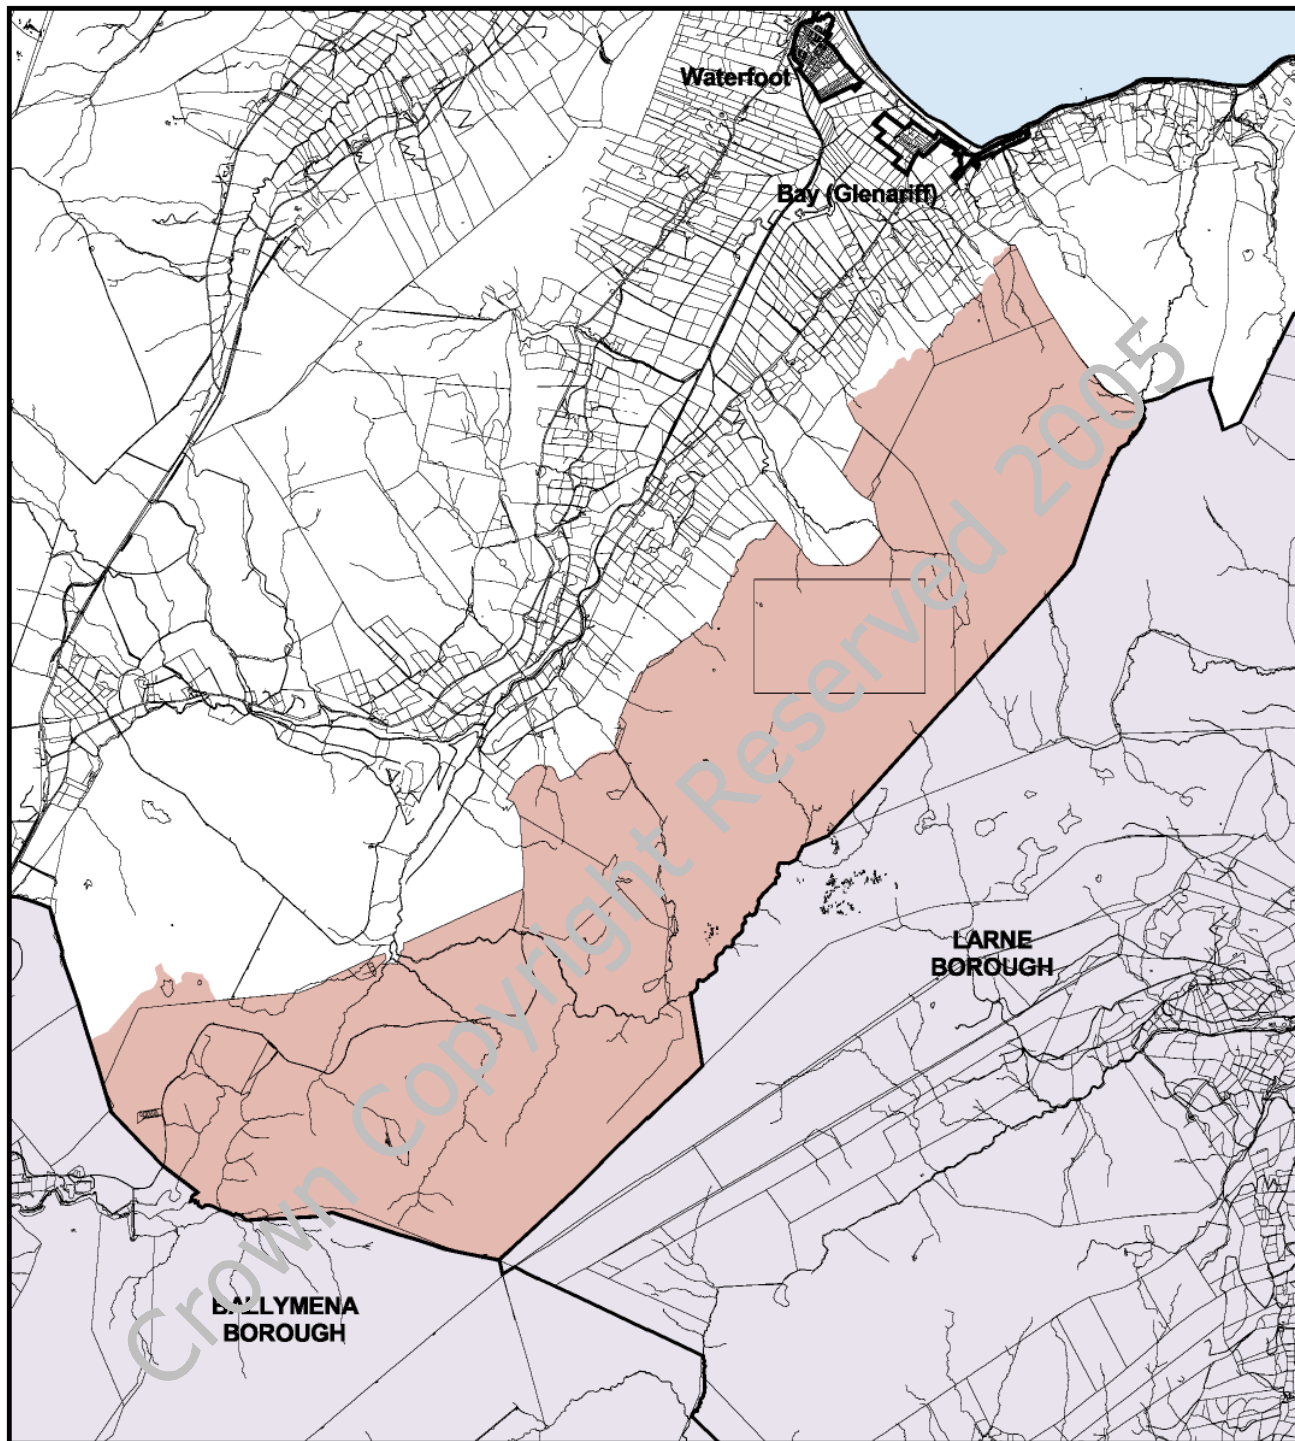 Waterfoot
Bay (Glenariff)
LARNE
BOROUGH
BALLYMENA
BOROUGH
Crown Copyright Reserved 2005